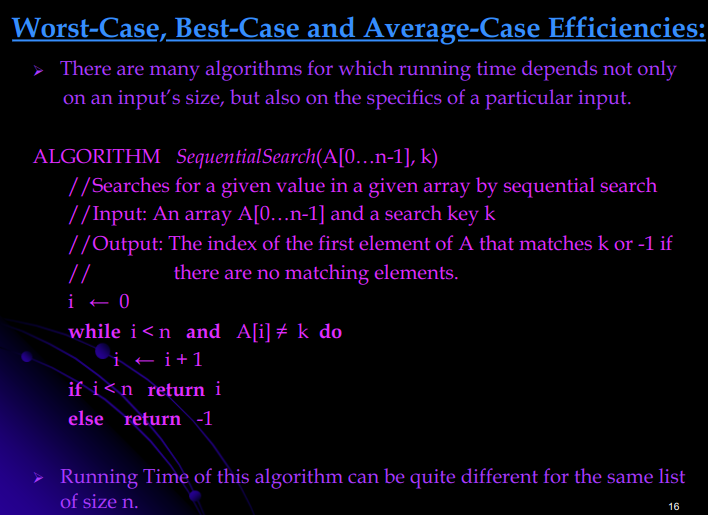 Worst-Case, Best-Case and Average-Case Efficiencies:
➢ There are many algorithms for which running time depends not only
on an input’s size, but also on the specifics of a particular input.
ALGORITHM SequentialSearch(A[0…n-1], k)
//Searches for a given value in a given array by sequential search
//Input: An array A[0…n-1] and a search key k
//Output: The index of the first element of A that matches k or -1 if
// there are no matching elements.
i ← 0
while i < n and A[i] ≠ k do
i ← i + 1
if i < n return i
else return -1
➢ Running Time of this algorithm can be quite different for the same list
of size n.
16